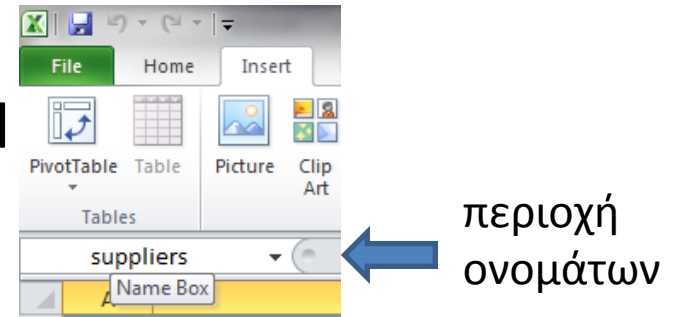 File Home Insert
PivotTable Table Picture Clip Art
Tables
suppliers
Name Box
A
περιοχή
ονομάτων